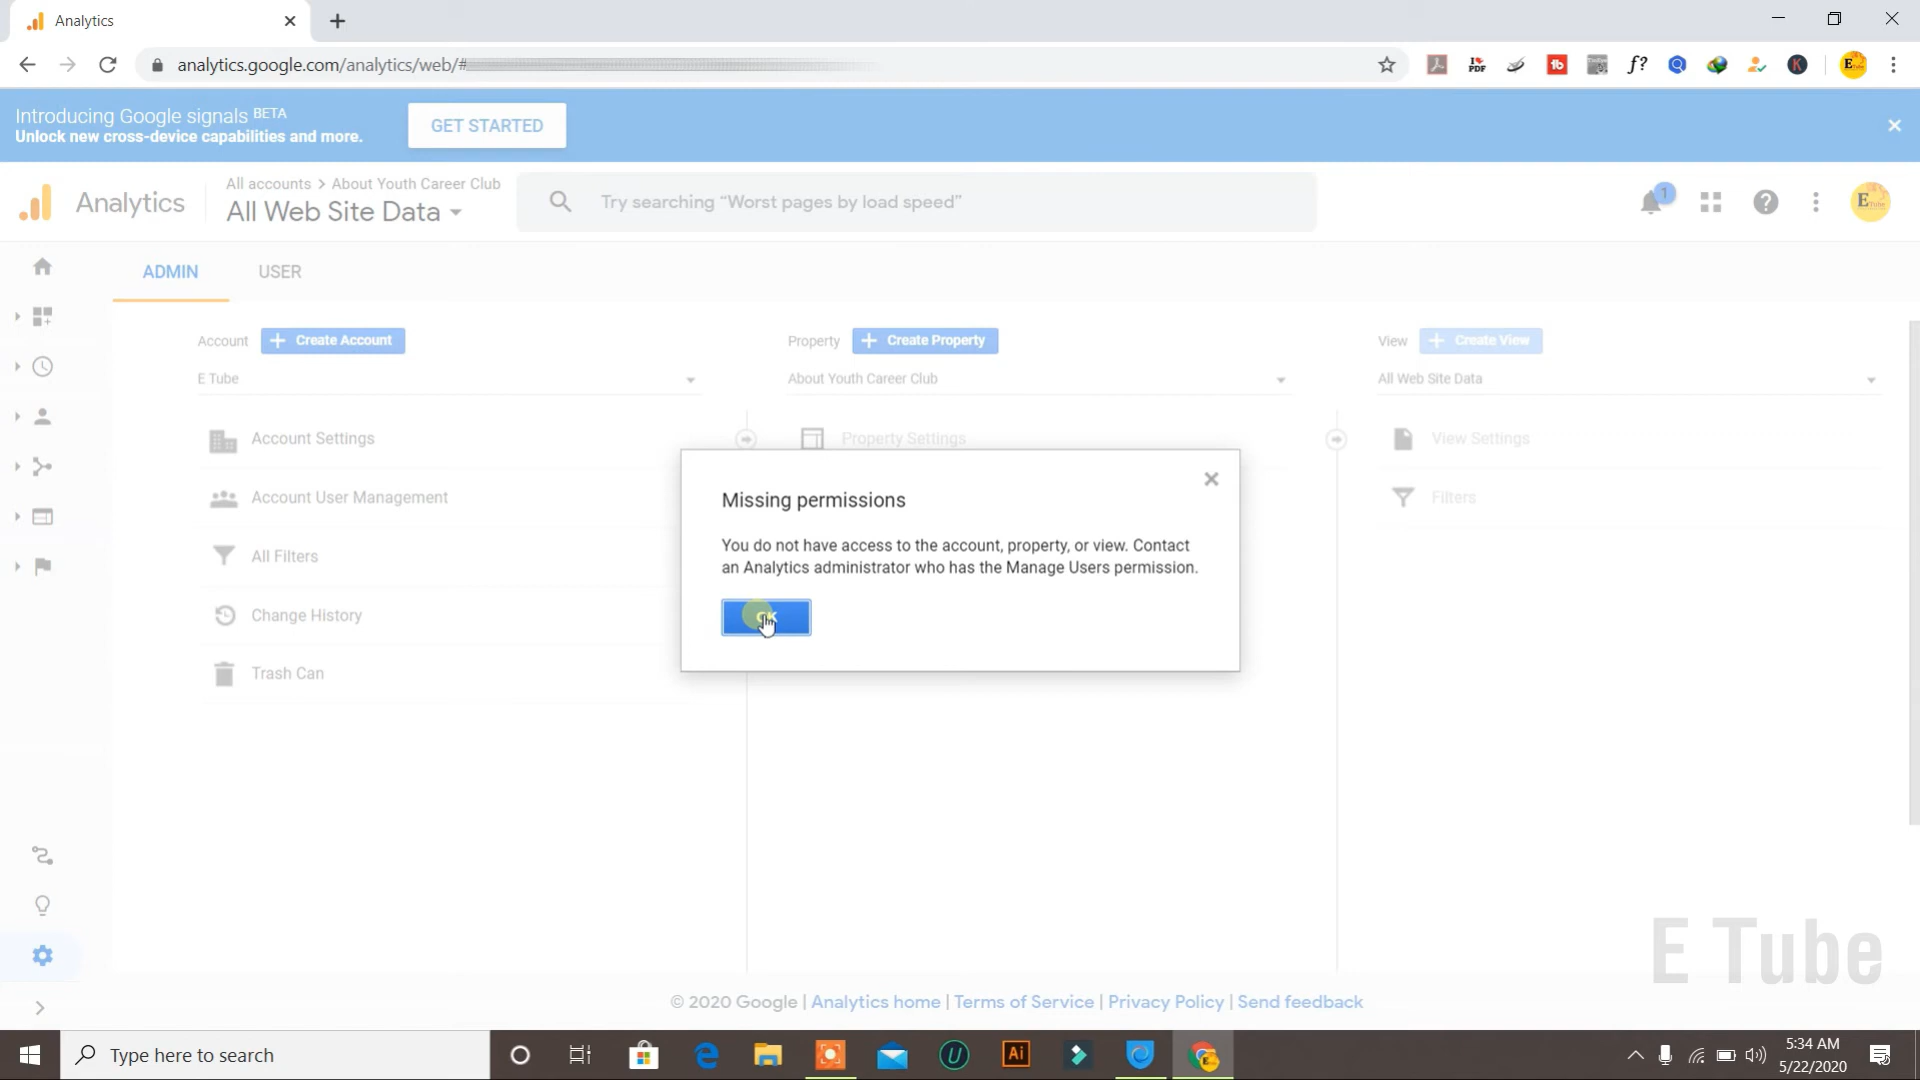 Analytics
analytics.google.com/analytics/web/#
Introducing Google signals BETA
Unlock new cross-device capabilities and more.
GET STARTED
Analytics
All accounts > About Youth Career Club
All Web Site Data
Try searching “Worst pages by load speed”
1
ADMIN USER
Account + Create Account
Property + Create Property
View + Create View
E Tube
About Youth Career Club
All Web Site Data
Account Settings
Account User Management
All Filters
Change History
Trash Can
Property Settings
View Settings
Filters
Missing permissions
You do not have access to the account, property, or view. Contact
an Analytics administrator who has the Manage Users permission.
OK
E Tube
© 2020 Google | Analytics home | Terms of Service | Privacy Policy | Send feedback
Type here to search
Ai
5:34 AM
5/22/2020